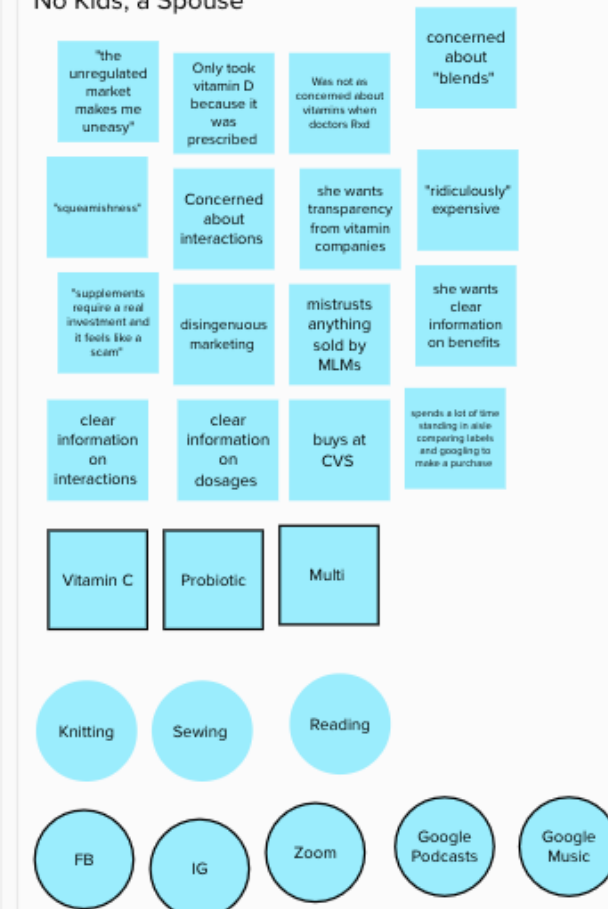 No Kids, a Spouse
concerned
about
"blends"
"the
unregulated
market
makes me
uneasy"
Only took
vitamin D
because it
was
prescribed
Was not as
concerned about
vitamins when
doctors Rxd
"squeamishness"
Concerned
about
interactions
she wants
transparency
from vitamin
companies
"ridiculously"
expensive
"supplements
require a real
investment and
it feels like a
scam"
disingenuous
marketing
mistrusts
anything
sold by
MLMs
she wants
clear
information
on benefits
clear
information
on
interactions
clear
information
on
dosages
buys at
CVS
spends a lot of time
standing in aisle
comparing labels
and googling to
make a purchase
Vitamin C
Probiotic
Multi
Knitting
Sewing
Reading
FB
IG
Zoom
Google
Podcasts
Google
Music